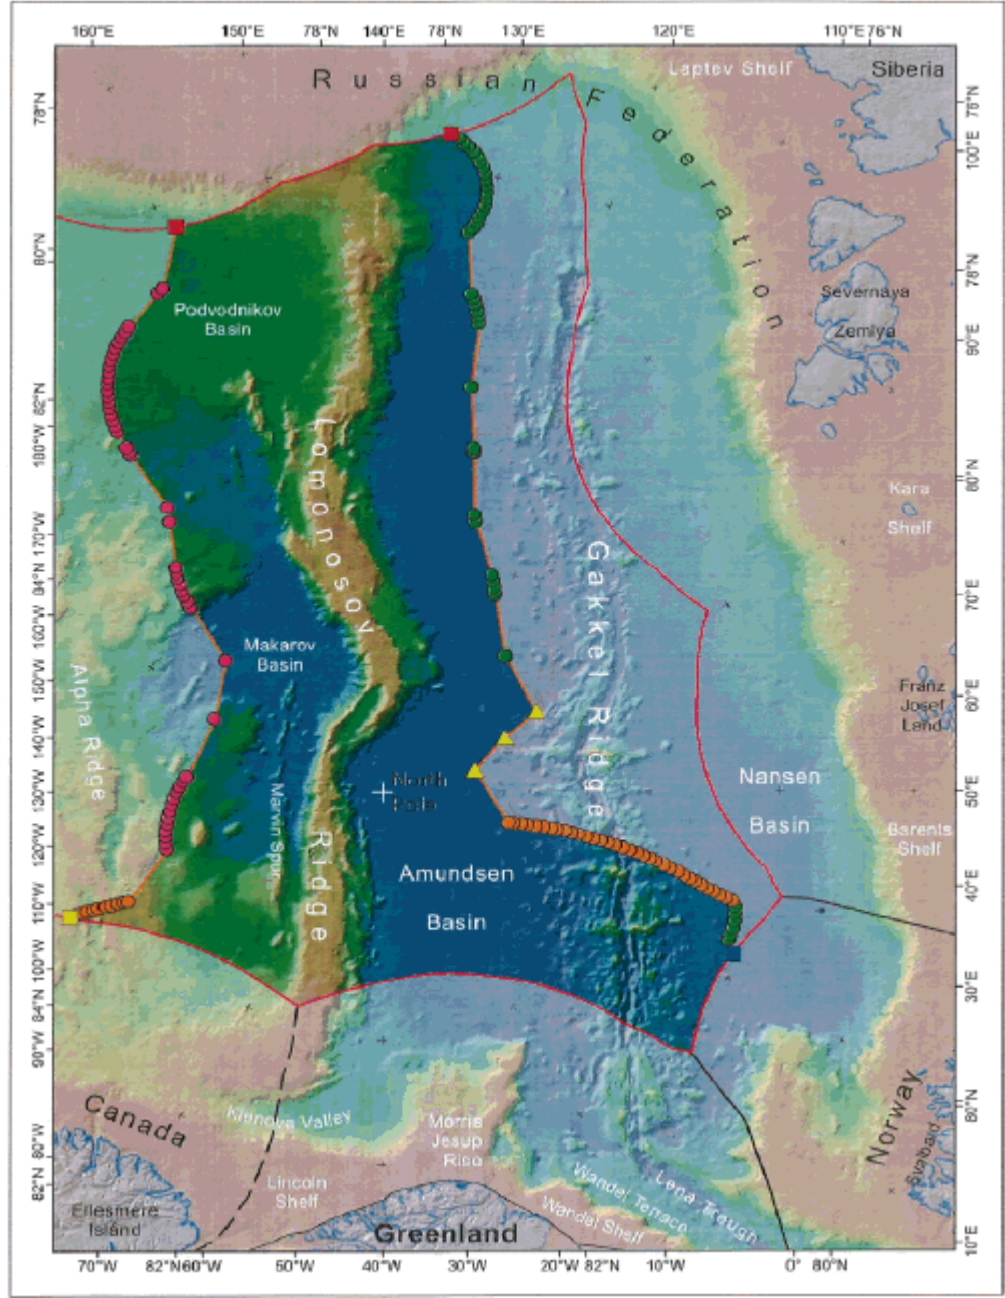 160°E 150°E 78°N 140°E 78°N 130°E 120°E 110°E 76°N
Russian Federation
Laptev Shelf
Siberia
78°N
76°N
100°E
80°N
78°N
Severnaya
Zemlya
Podvodnikov
Basin
90°E
82°N
180°W
Lomonosov Ridge
80°N
Kara
Shelf
170°W
84°N
Gakkel Ridge
70°E
160°W
Makarov
Basin
150°W
Alpha Ridge
60°E
Franz
Josef
Land
140°W
Nansen
Basin
North
Pole
130°W
Marvin Spur
50°E
120°W
Barents
Shelf
Amundsen
Basin
110°W
40°E
100°W
84°N
30°E
90°W
Canada
Klenova Valley
Morris
Jesup
Rise
80°N
Norway
Svalbard
80°W
82°N
Lincoln
Shelf
Wandel Terrace
Lena Trough
Wandel Shelf
Ellesmere
Island
Greenland
10°E
70°W 82°N 60°W 50°W 40°W 30°W 20°W 82°N 10°W 0° 80°N